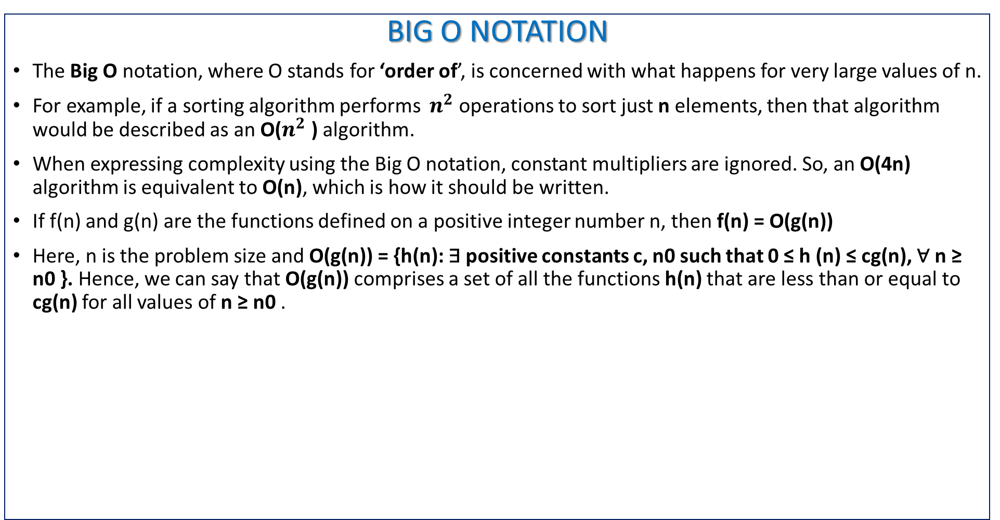 BIG O NOTATION
• The Big O notation, where O stands for ‘order of’, is concerned with what happens for very large values of n.
• For example, if a sorting algorithm performs n² operations to sort just n elements, then that algorithm
would be described as an O(n² ) algorithm.
• When expressing complexity using the Big O notation, constant multipliers are ignored. So, an O(4n)
algorithm is equivalent to O(n), which is how it should be written.
• If f(n) and g(n) are the functions defined on a positive integer number n, then f(n) = O(g(n))
• Here, n is the problem size and O(g(n)) = {h(n): ∃ positive constants c, n0 such that 0 ≤ h (n) ≤ cg(n), ∀ n ≥
n0 }. Hence, we can say that O(g(n)) comprises a set of all the functions h(n) that are less than or equal to
cg(n) for all values of n ≥ n0 .